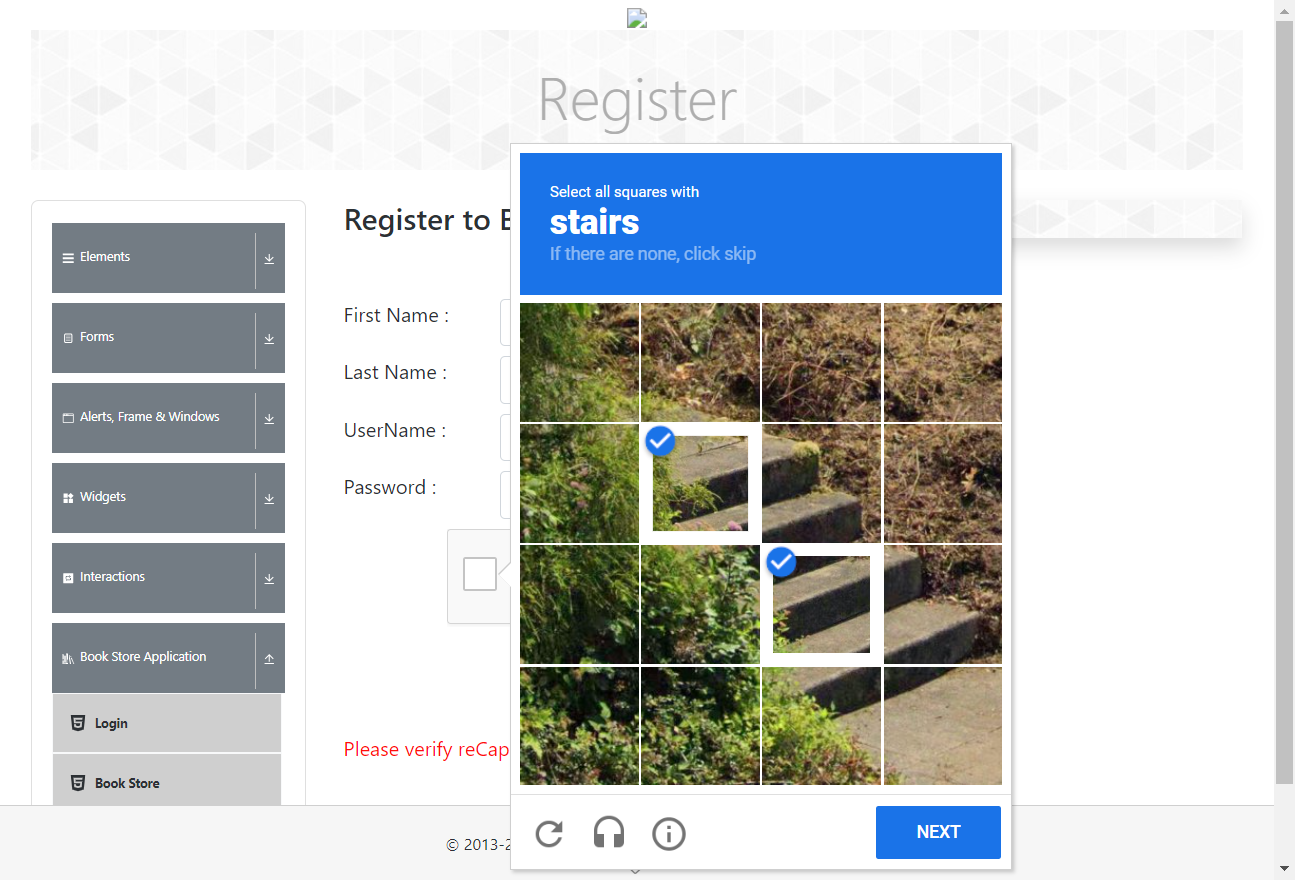 Register
Select all squares with
stairs
If there are none, click skip
Register to
Elements
Forms
Alerts, Frame & Windows
Widgets
Interactions
Book Store Application
Login
Book Store
First Name :
Last Name :
UserName :
Password :
Please verify reCap
© 2013-2
NEXT